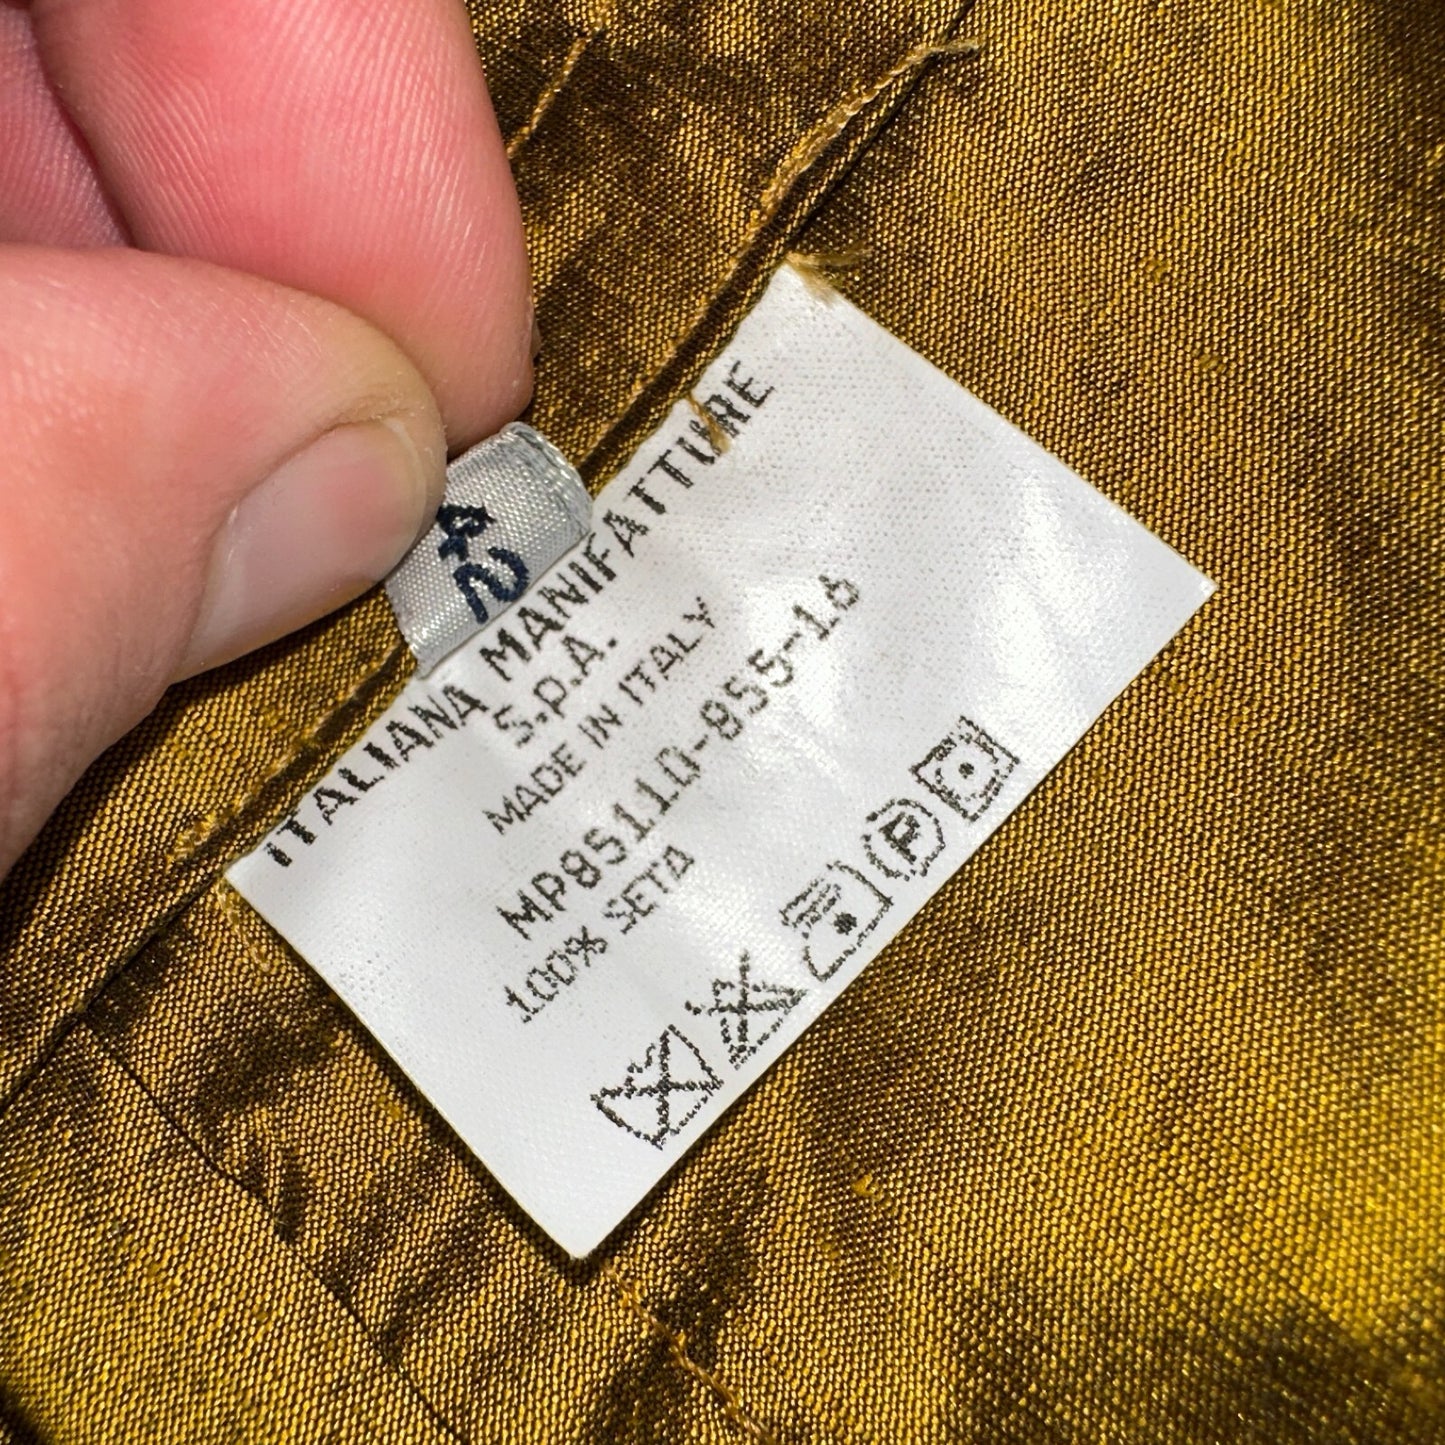 42
ITALIANA MANIFATTURE
S.p.A.
MADE IN ITALY
MP85110-855-16
100% SETA
P